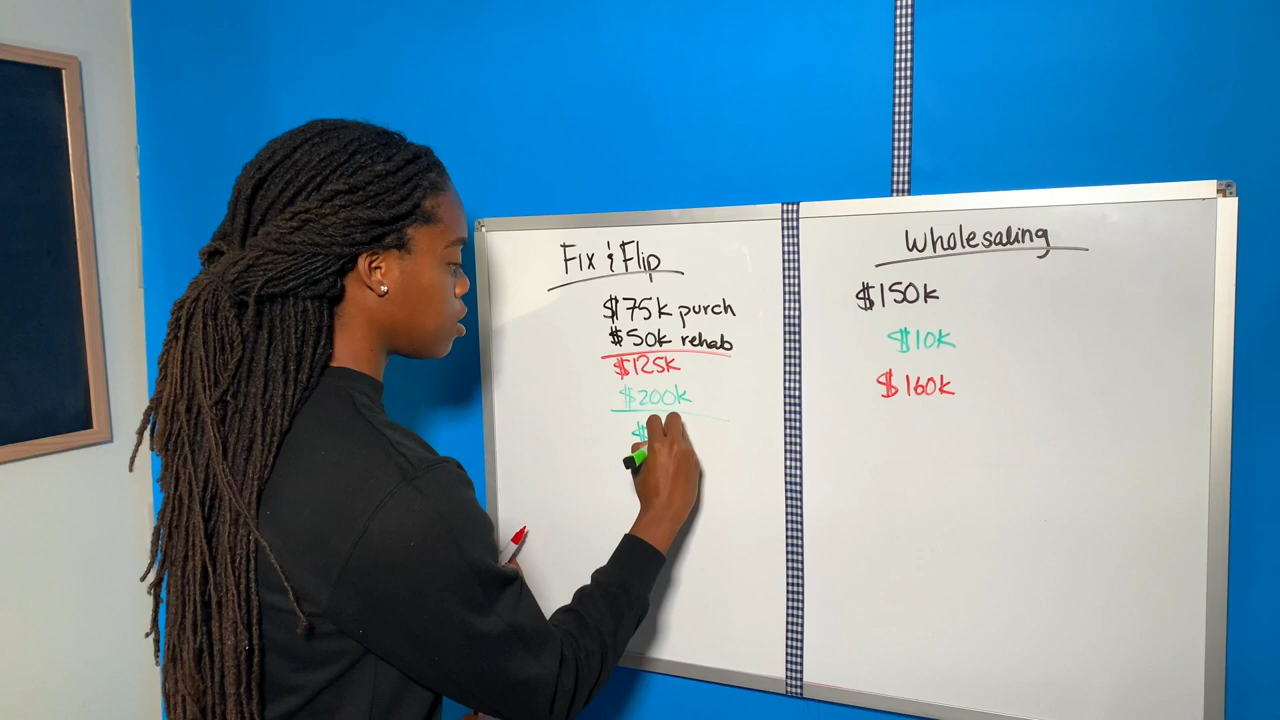 Fix & Flip
$75k purch
$50k rehab
$125k
$200k
$
Wholesaling
$150k
$10k
$160k